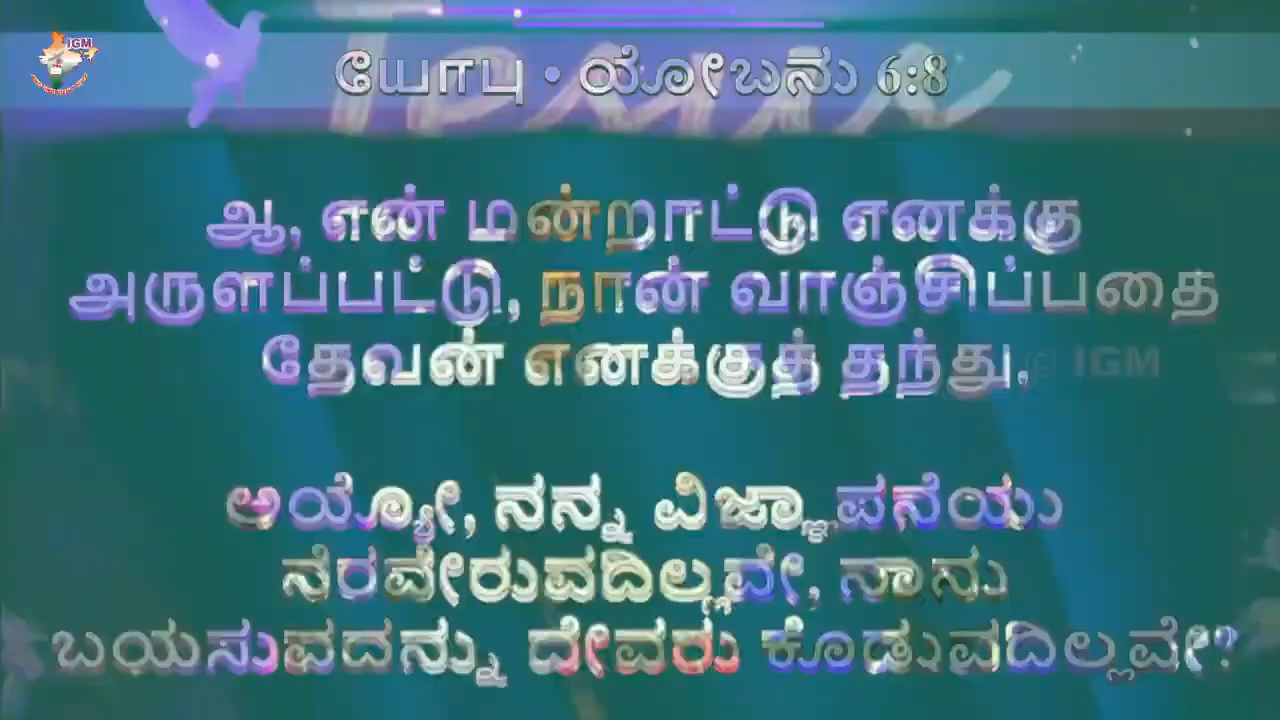 IGM
யோபு · ಯೋಬನು 6:8
ஆ, என் மன்றாட்டு எனக்கு
அருளப்பட்டு, நான் வாஞ்சிப்பதை
தேவன் எனக்குத் தந்து,
© IGM
ಅಯ್ಯೋ, ನನ್ನ ವಿಜ್ಞಾಪನೆಯು
ನೆರವೇರುವದಿಲ್ಲವೇ, ನಾನು
ಬಯಸುವದನ್ನು ದೇವರು ಕೊಡುವದಿಲ್ಲವೇ?